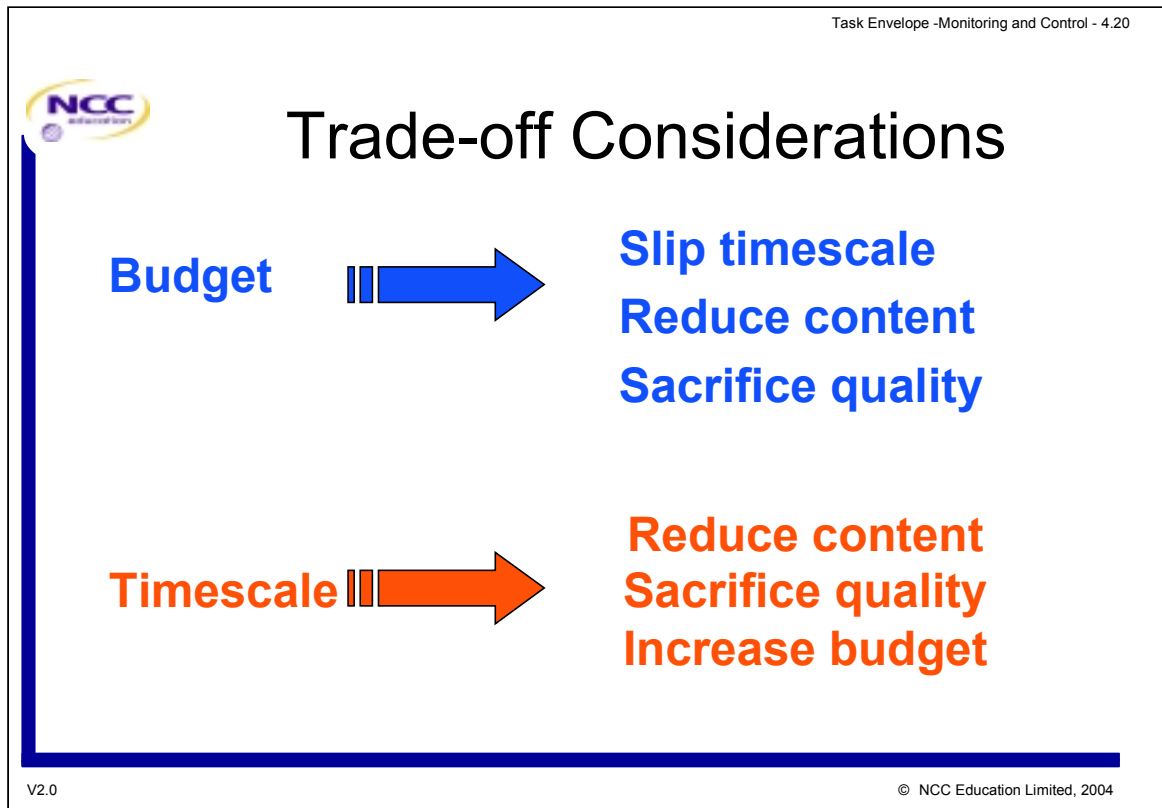 Task Envelope -Monitoring and Control - 4.20
NCC
education
Trade-off Considerations
Budget
Slip timescale
Reduce content
Sacrifice quality
Timescale
Reduce content
Sacrifice quality
Increase budget
V2.0
© NCC Education Limited, 2004